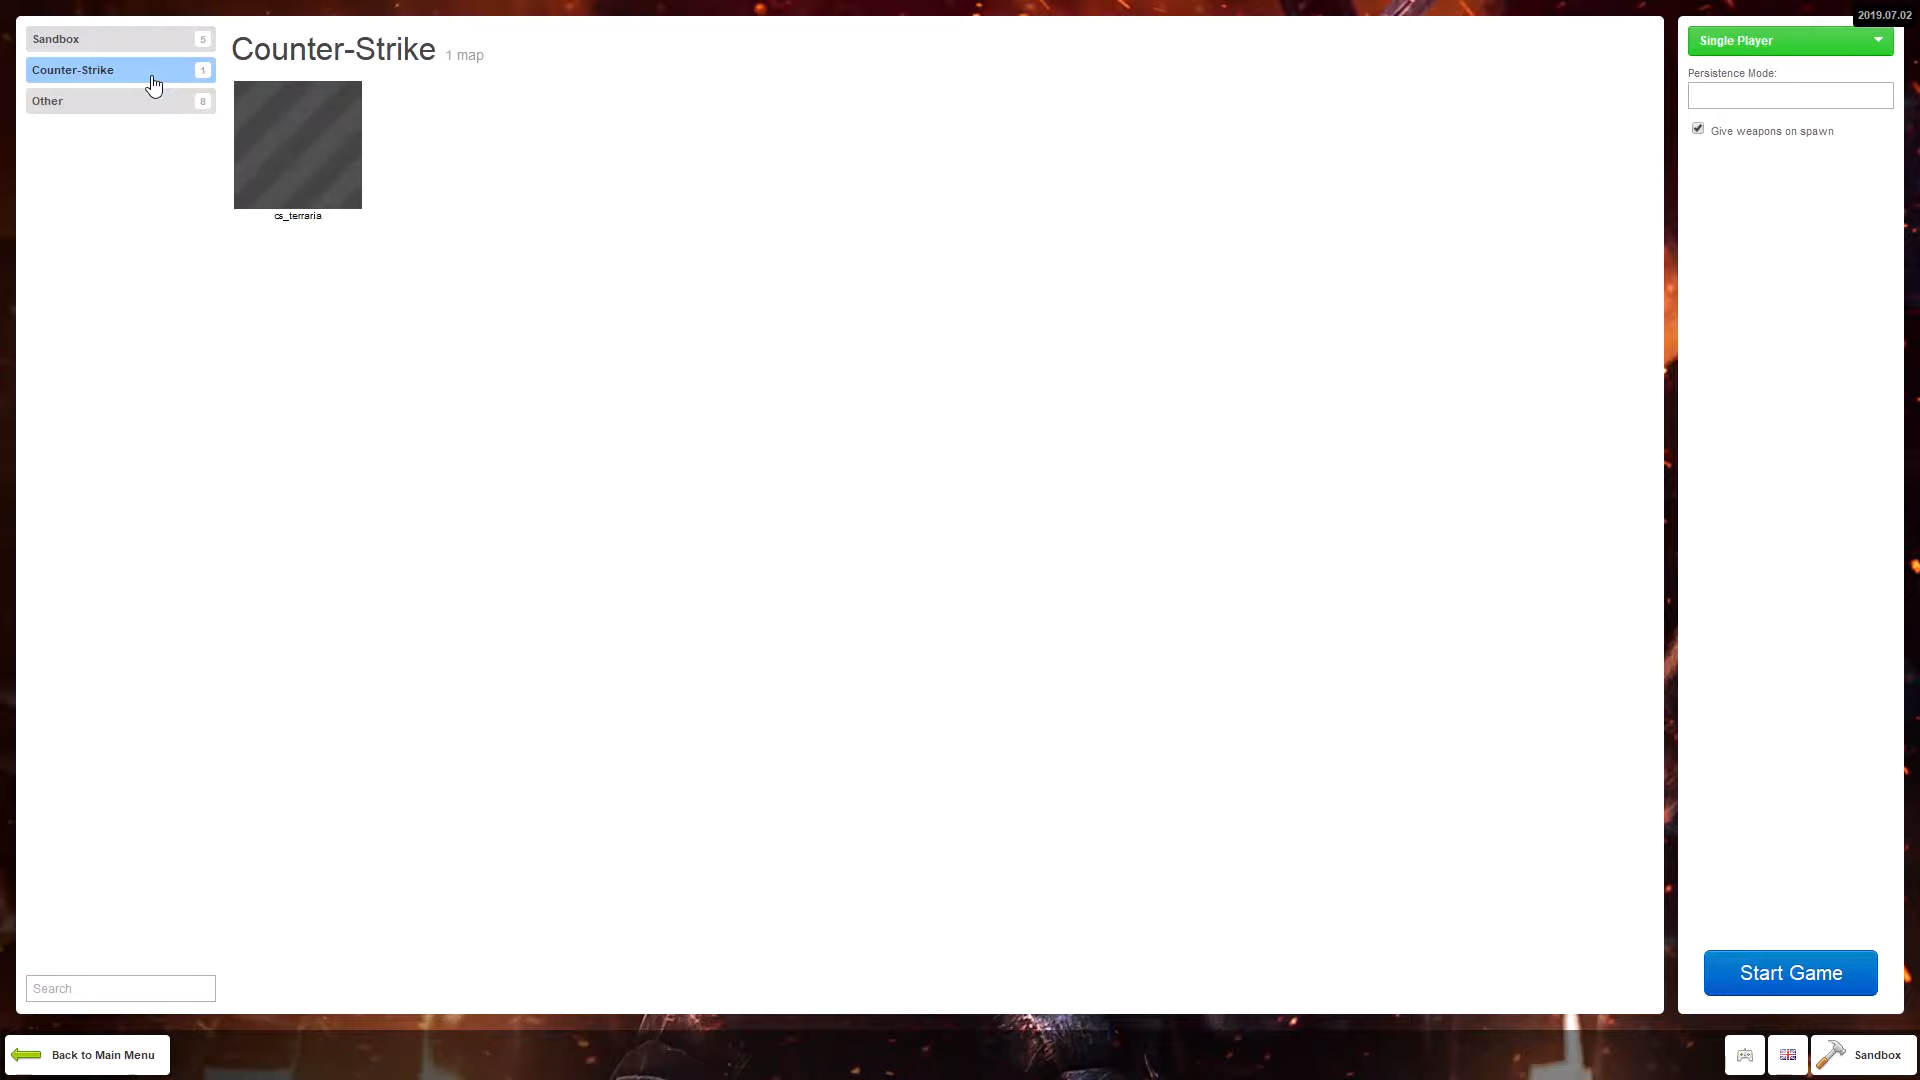 2019.07.02
Sandbox 5
Counter-Strike 1
Other 8
Counter-Strike 1 map
cs_terraria
Single Player
Persistence Mode:
Give weapons on spawn
Search
Start Game
Back to Main Menu
Sandbox